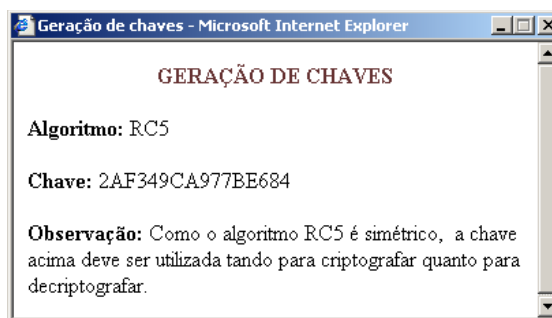 Geração de chaves - Microsoft Internet Explorer
GERAÇÃO DE CHAVES
Algoritmo: RC5
Chave: 2AF349CA977BE684
Observação: Como o algoritmo RC5 é simétrico, a chave
acima deve ser utilizada tando para criptografar quanto para
decriptografar.